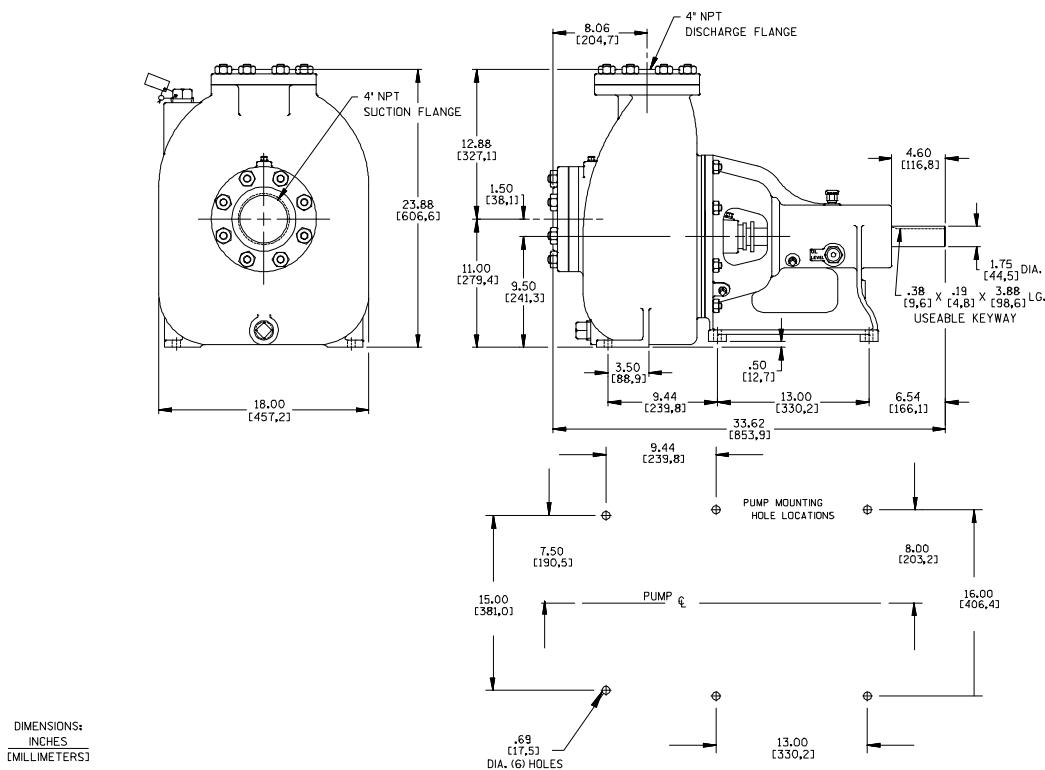 4" NPT
DISCHARGE FLANGE
8.06
[204,7]
4" NPT
SUCTION FLANGE
12.88
[327,1]
4.60
[116,8]
1.50
[38,1]
23.88
[606,6]
11.00
[279,4]
9.50
[241,3]
OIL
LEVEL
1.75
[44,5] DIA.
.38 X .19 X 3.88 LG.
[9,6] [4,8] [98,6]
USEABLE KEYWAY
3.50
[88,9]
.50
[12,7]
18.00
[457,2]
9.44
[239,8]
13.00
[330,2]
6.54
[166,1]
33.62
[853,9]
9.44
[239,8]
PUMP MOUNTING
HOLE LOCATIONS
7.50
[190,5]
8.00
[203,2]
15.00
[381,0]
PUMP ℄
16.00
[406,4]
.69
[17,5]
DIA. (6) HOLES
13.00
[330,2]
DIMENSIONS:
INCHES
[MILLIMETERS]